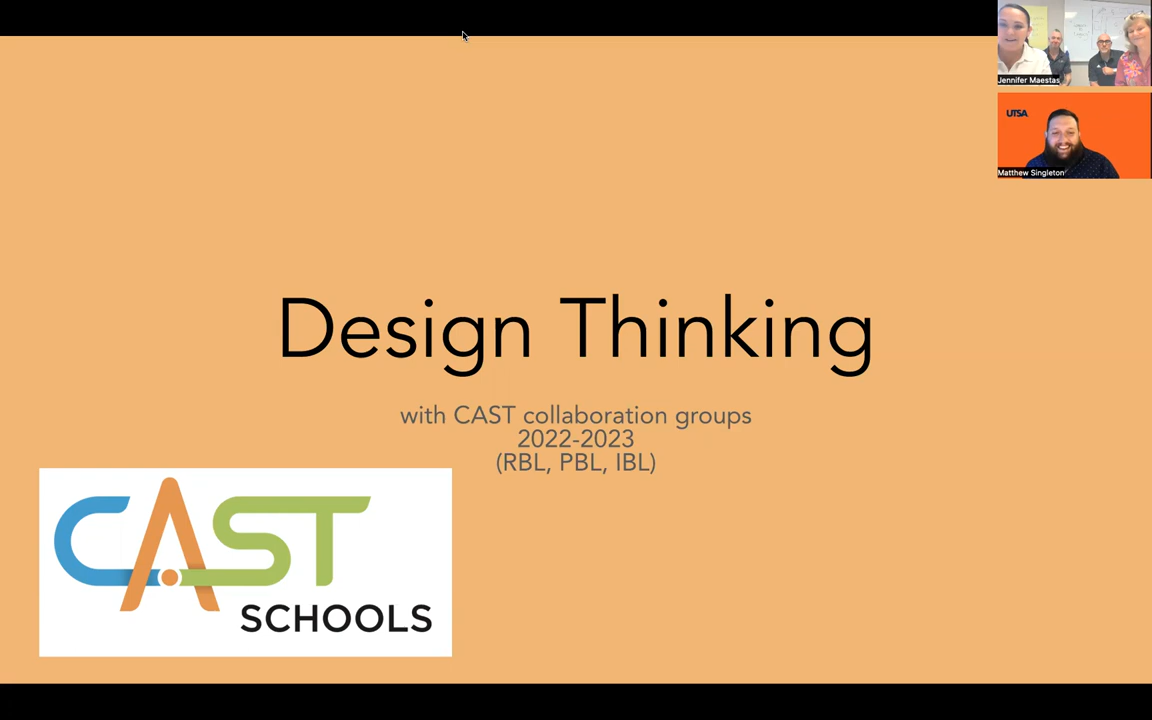 Jennifer Maestas
UTSA
Matthew Singleton
Design Thinking
with CAST collaboration groups
2022-2023
(RBL, PBL, IBL)
CAST
SCHOOLS